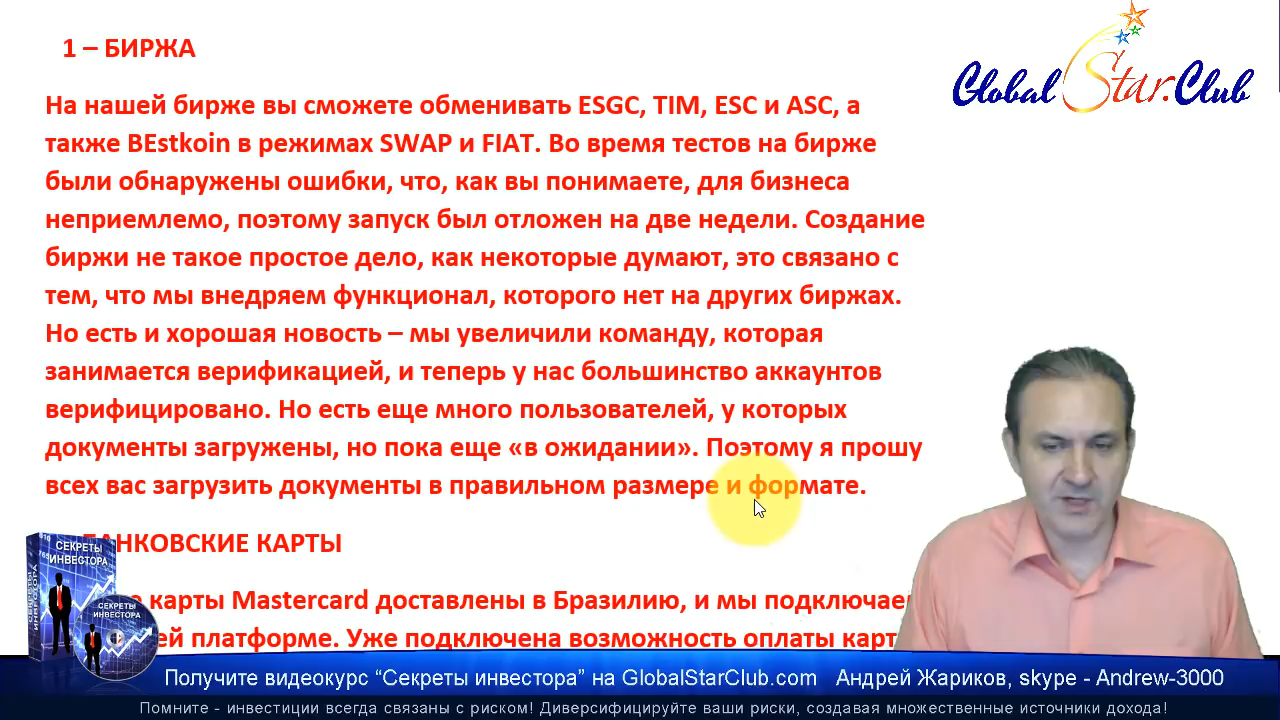 1 – БИРЖА
Global Star.Club
На нашей бирже вы сможете обменивать ESGC, TIM, ESC и ASC, а
также BEstkoin в режимах SWAP и FIAT. Во время тестов на бирже
были обнаружены ошибки, что, как вы понимаете, для бизнеса
неприемлемо, поэтому запуск был отложен на две недели. Создание
биржи не такое простое дело, как некоторые думают, это связано с
тем, что мы внедряем функционал, которого нет на других биржах.
Но есть и хорошая новость – мы увеличили команду, которая
занимается верификацией, и теперь у нас большинство аккаунтов
верифицировано. Но есть еще много пользователей, у которых
документы загружены, но пока еще «в ожидании». Поэтому я прошу
всех вас загрузить документы в правильном размере и формате.
БАНКОВСКИЕ КАРТЫ
карты Mastercard доставлены в Бразилию, и мы подключае
ей платформе. Уже подключена возможность оплаты карт
СЕКРЕТЫ
ИНВЕСТОРА
СЕКРЕТЫ ИНВЕСТОРА
СЕКРЕТЫ
ИНВЕСТОРА
Получите видеокурс “Секреты инвестора” на GlobalStarClub.com Андрей Жариков, skype - Andrew-3000
Помните - инвестиции всегда связаны с риском! Диверсифицируйте ваши риски, создавая множественные источники дохода!